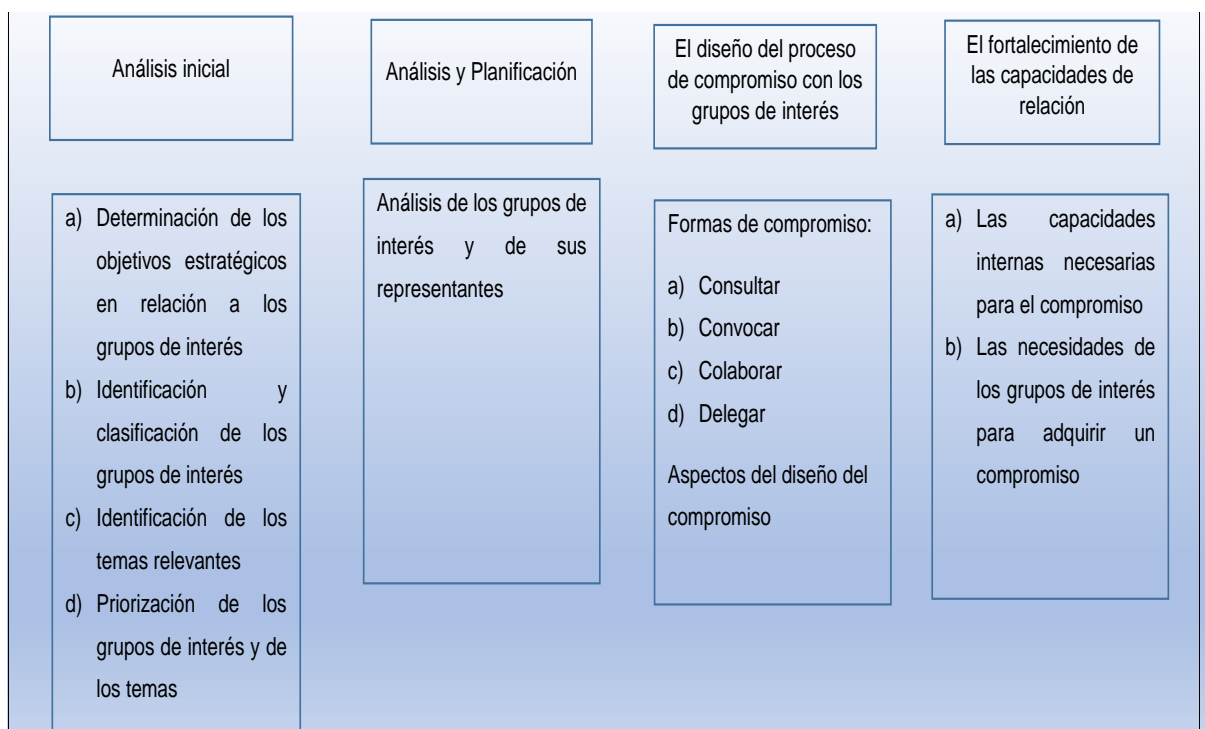 Análisis inicial
Análisis y Planificación
El diseño del proceso
de compromiso con los
grupos de interés
El fortalecimiento de
las capacidades de
relación
a) Determinación de los
objetivos estratégicos
en relación a los
grupos de interés
b) Identificación y
clasificación de los
grupos de interés
c) Identificación de los
temas relevantes
d) Priorización de los
grupos de interés y de
los temas
Análisis de los grupos de
interés y de sus
representantes
Formas de compromiso:
a) Consultar
b) Convocar
c) Colaborar
d) Delegar
Aspectos del diseño del
compromiso
a) Las capacidades
internas necesarias
para el compromiso
b) Las necesidades de
los grupos de interés
para adquirir un
compromiso